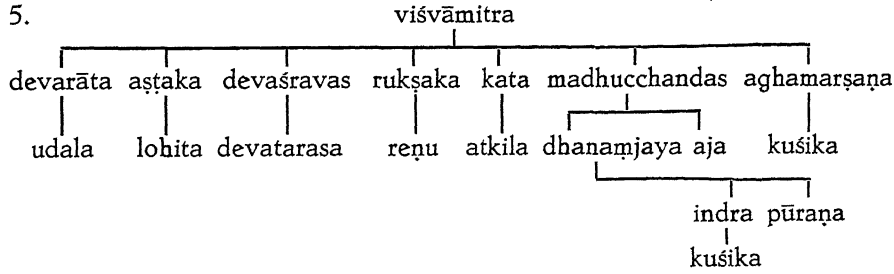 5.
viśvāmitra
devarāta aṣṭaka devaśravas rukṣaka kata madhucchandas aghamarṣaṇa
udala lohita devatarasa reṇu atkila dhanaṃjaya aja kuśika
indra pūraṇa
kuśika